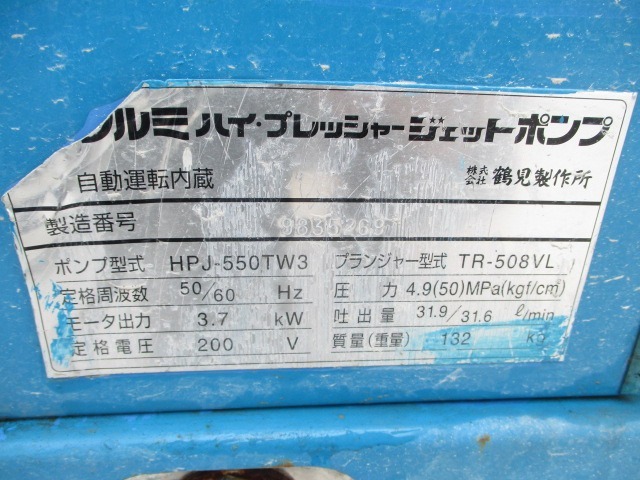 ツルミ ハイ・プレッシャージェットポンプ
自動運転内蔵 株式会社 鶴見製作所
製造番号
ポンプ型式 HPJ-550TW3 プランジャー型式 TR-508VL
定格周波数 50/60 Hz 圧力 4.9(50)MPa(kgf/cm)
モータ出力 3.7 kW 吐出量 31.9/31.6 ℓ/min
定格電圧 200 V 質量(重量) 132 kg